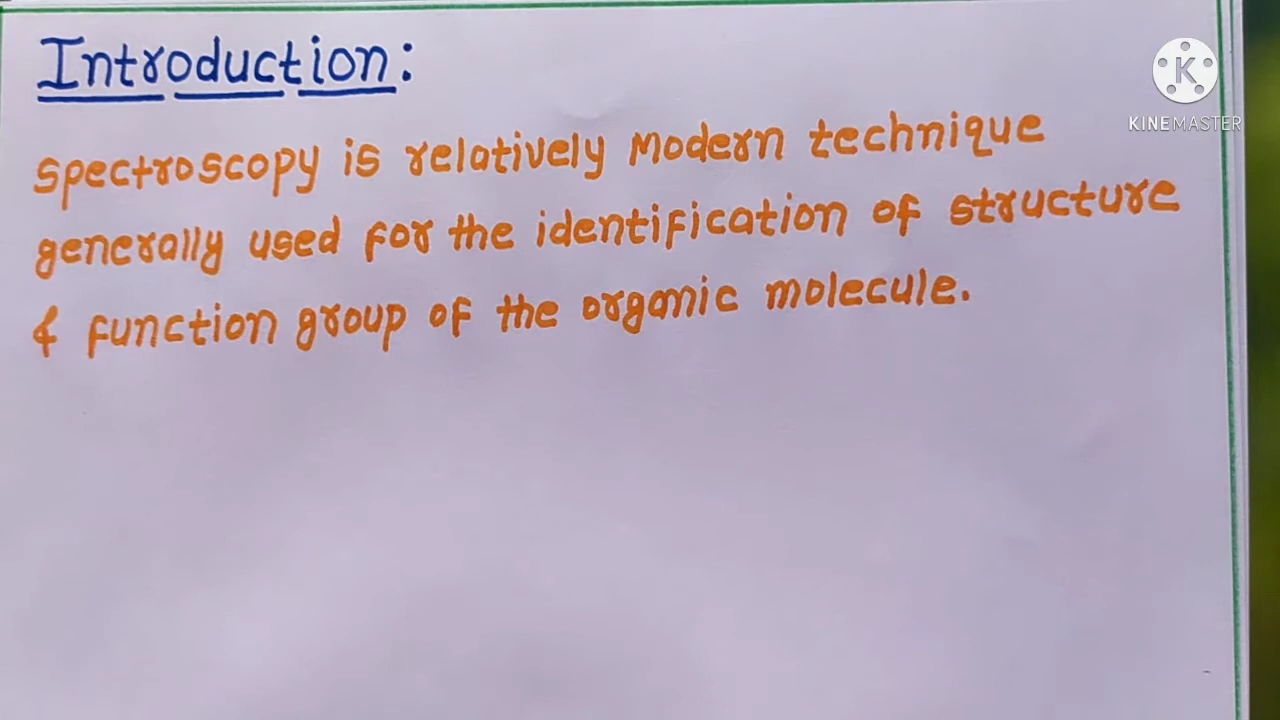 Introduction:
K
KINEMASTER
spectroscopy is relatively Modern technique
generally used for the identification of structure
& function group of the organic molecule.